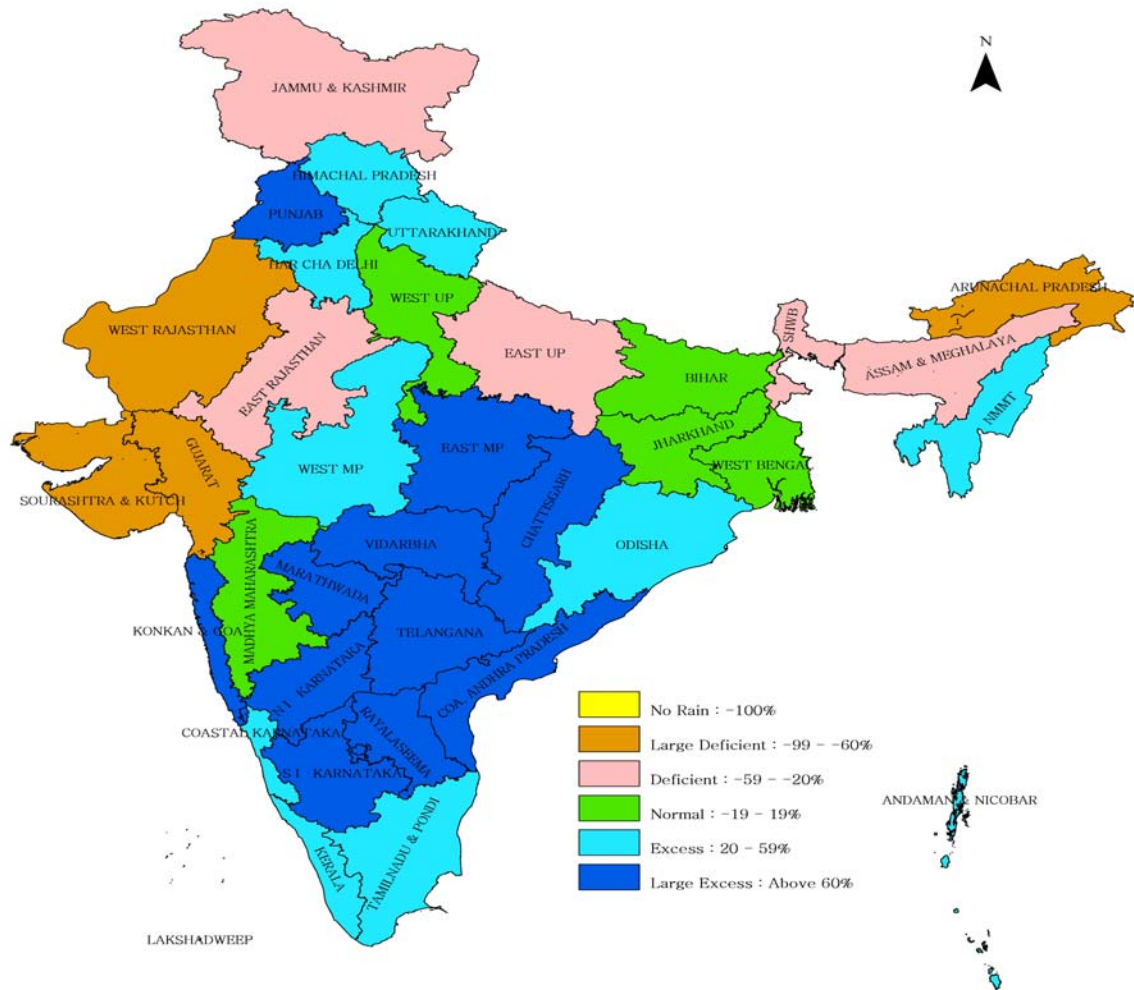 N
JAMMU & KASHMIR
HIMACHAL PRADESH
PUNJAB
UTTARAKHAND
HAR CHA DELHI
WEST UP
ARUNACHAL PRADESH
WEST RAJASTHAN
SHWB
EAST UP
EAST RAJASTHAN
ASSAM & MEGHALAYA
BIHAR
NMMT
JHARKHAND
GUJARAT
EAST MP
WEST MP
WEST BENGAL
SOURASHTRA & KUTCH
CHATTISGARH
VIDARBHA
ODISHA
MARATHWADA
MADHYA MAHARASHTRA
KONKAN & GOA
TELANGANA
COA. ANDHRA PRADESH
N I KARNATAKA
RAYALASEEMA
COASTAL KARNATAKA
S I KARNATAKA
No Rain : -100%
Large Deficient : -99 - -60%
Deficient : -59 - -20%
Normal : -19 - 19%
Excess : 20 - 59%
Large Excess : Above 60%
ANDAMAN & NICOBAR
TAMILNADU & PONDI
KERALA
LAKSHADWEEP